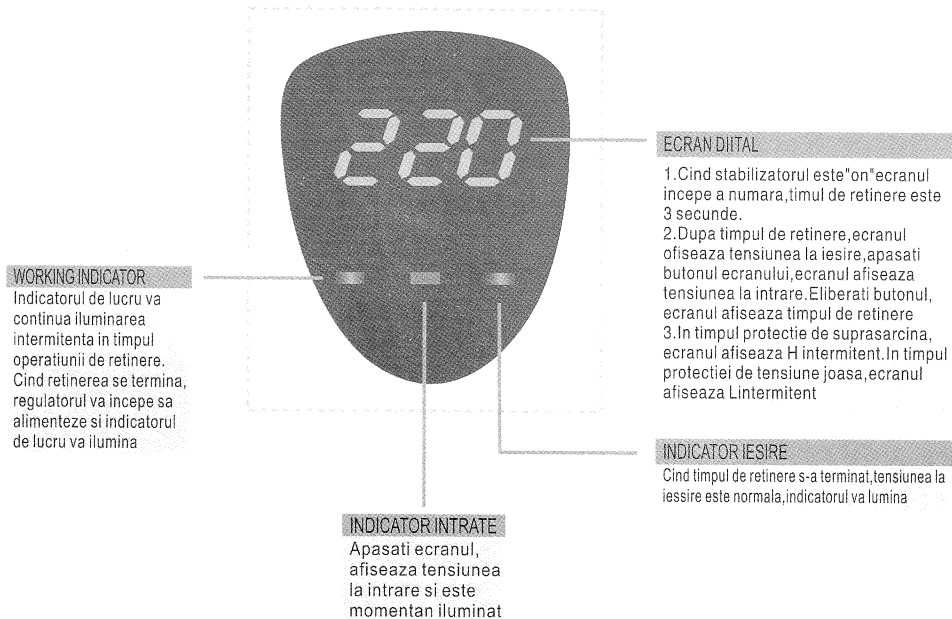 220
ECRAN DIITAL
1.Cind stabilizatorul este"on"ecranul
incepe a numara,timul de retinere este
3 secunde.
2.Dupa timpul de retinere,ecranul
ofiseaza tensiunea la iesire,apasati
butonul ecranului,ecranul afiseaza
tensiunea la intrare.Eliberati butonul,
ecranul afiseaza timpul de retinere
3.In timpul protectie de suprasarcina,
ecranul afiseaza H intermitent.In timpul
protectiei de tensiune joasa,ecranul
afiseaza Lintermitent
WORKING INDICATOR
Indicatorul de lucru va
continua iluminarea
intermitenta in timpul
operatiunii de retinere.
Cind retinerea se termina,
regulatorul va incepe sa
alimenteze si indicatorul
de lucru va ilumina
INDICATOR IESIRE
Cind timpul de retinere s-a terminat,tensiunea la
iessire este normala,indicatorul va lumina
INDICATOR INTRATE
Apasati ecranul,
afiseaza tensiunea
la intrare si este
momentan iluminat